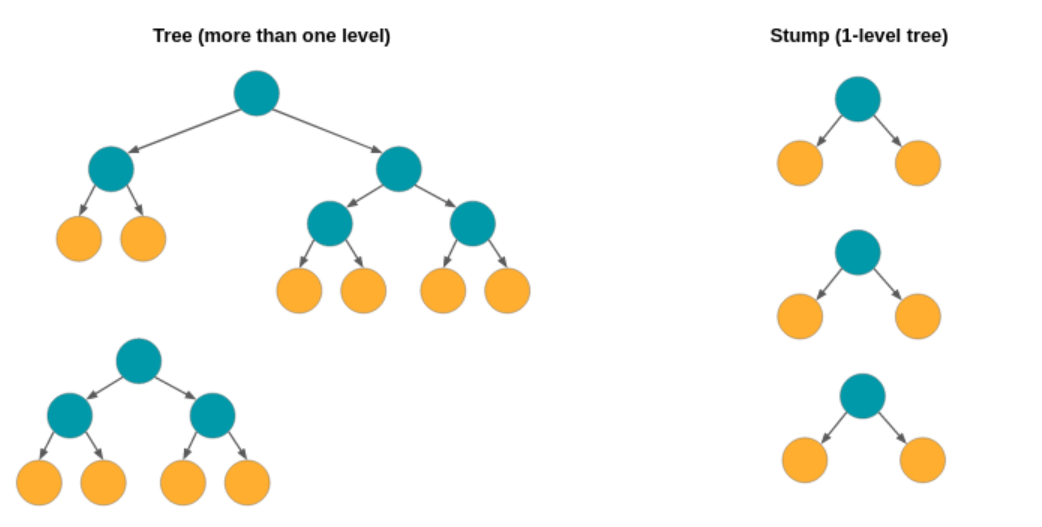 Tree (more than one level)
Stump (1-level tree)